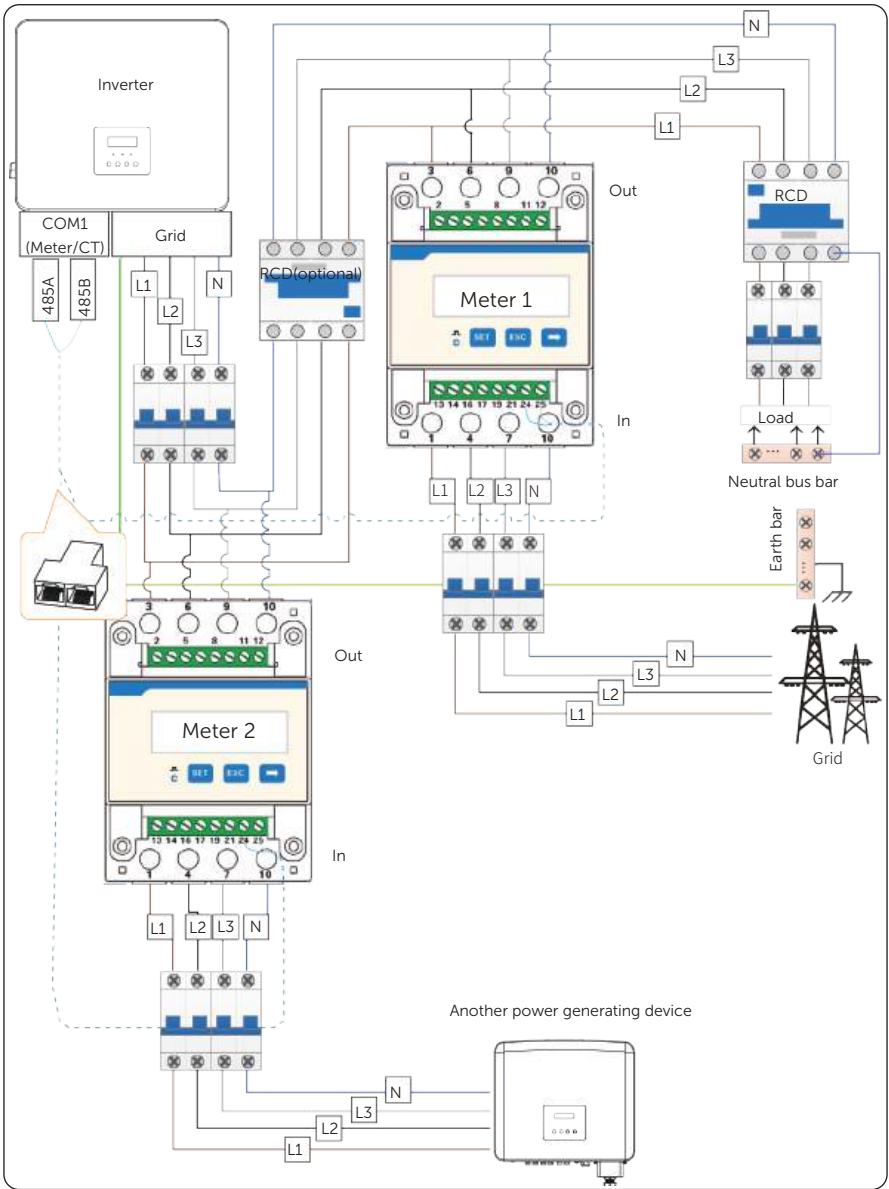 Inverter
COM1
(Meter/CT)
Grid
485A
485B
L1
L2
L3
N
RCD(optional)
N
L3
L2
L1
3 6 9 10
Out
2 5 8 11 12
Meter 1
C SET ESC
13 14 16 17 19 21 24 25
In
1 4 7 10
L1 L2 L3 N
RCD
Load
Neutral bus bar
Earth bar
N
L3
L2
L1
Grid
3 6 9 10
2 5 8 11 12
Out
Meter 2
C SET ESC
13 14 16 17 19 21 24 25
In
1 4 7 10
L1 L2 L3 N
Another power generating device
N
L3
L2
L1